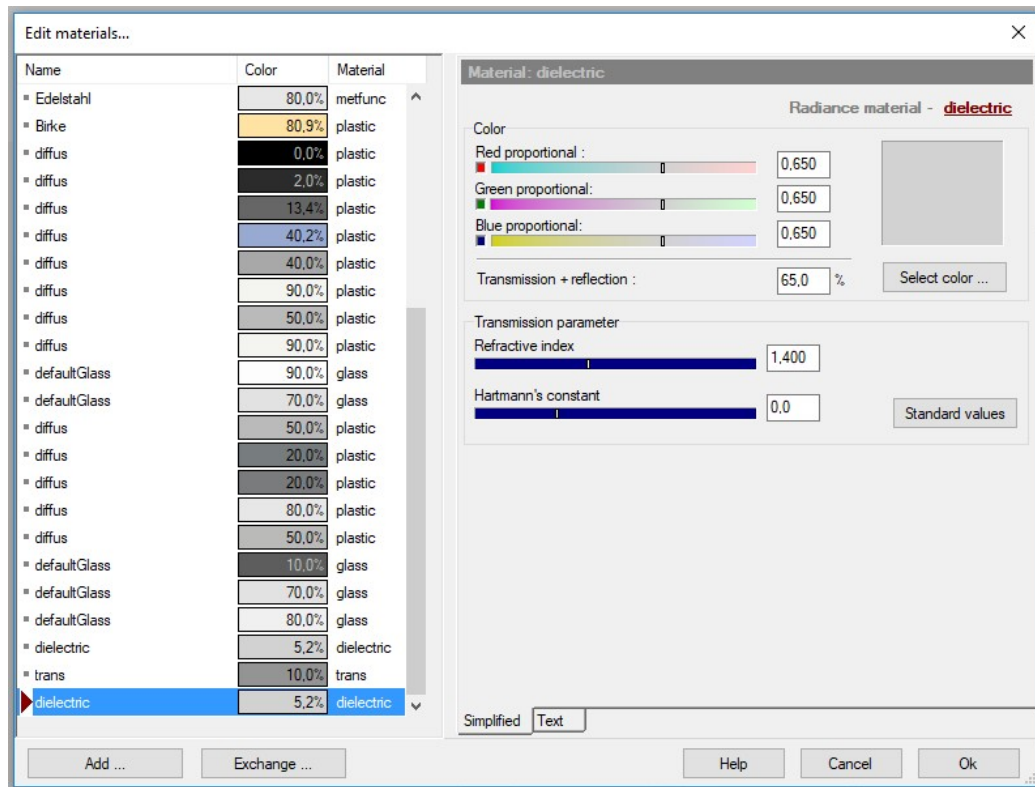 Edit materials...
Name Color Material
Edelstahl 80,0% metfunc
Birke 80,9% plastic
diffus 0,0% plastic
diffus 2,0% plastic
diffus 13,4% plastic
diffus 40,2% plastic
diffus 40,0% plastic
diffus 90,0% plastic
diffus 50,0% plastic
diffus 90,0% plastic
defaultGlass 90,0% glass
defaultGlass 70,0% glass
diffus 50,0% plastic
diffus 20,0% plastic
diffus 20,0% plastic
diffus 80,0% plastic
diffus 50,0% plastic
defaultGlass 10,0% glass
defaultGlass 70,0% glass
defaultGlass 80,0% glass
dielectric 5,2% dielectric
trans 10,0% trans
dielectric 5,2% dielectric
Add ... Exchange ...
Material: dielectric
Radiance material - dielectric
Color
Red proportional :
0,650
Green proportional:
0,650
Blue proportional:
0,650
Transmission + reflection : 65,0 % Select color ...
Transmission parameter
Refractive index
1,400
Hartmann's constant
0,0 Standard values
Simplified Text
Help Cancel Ok